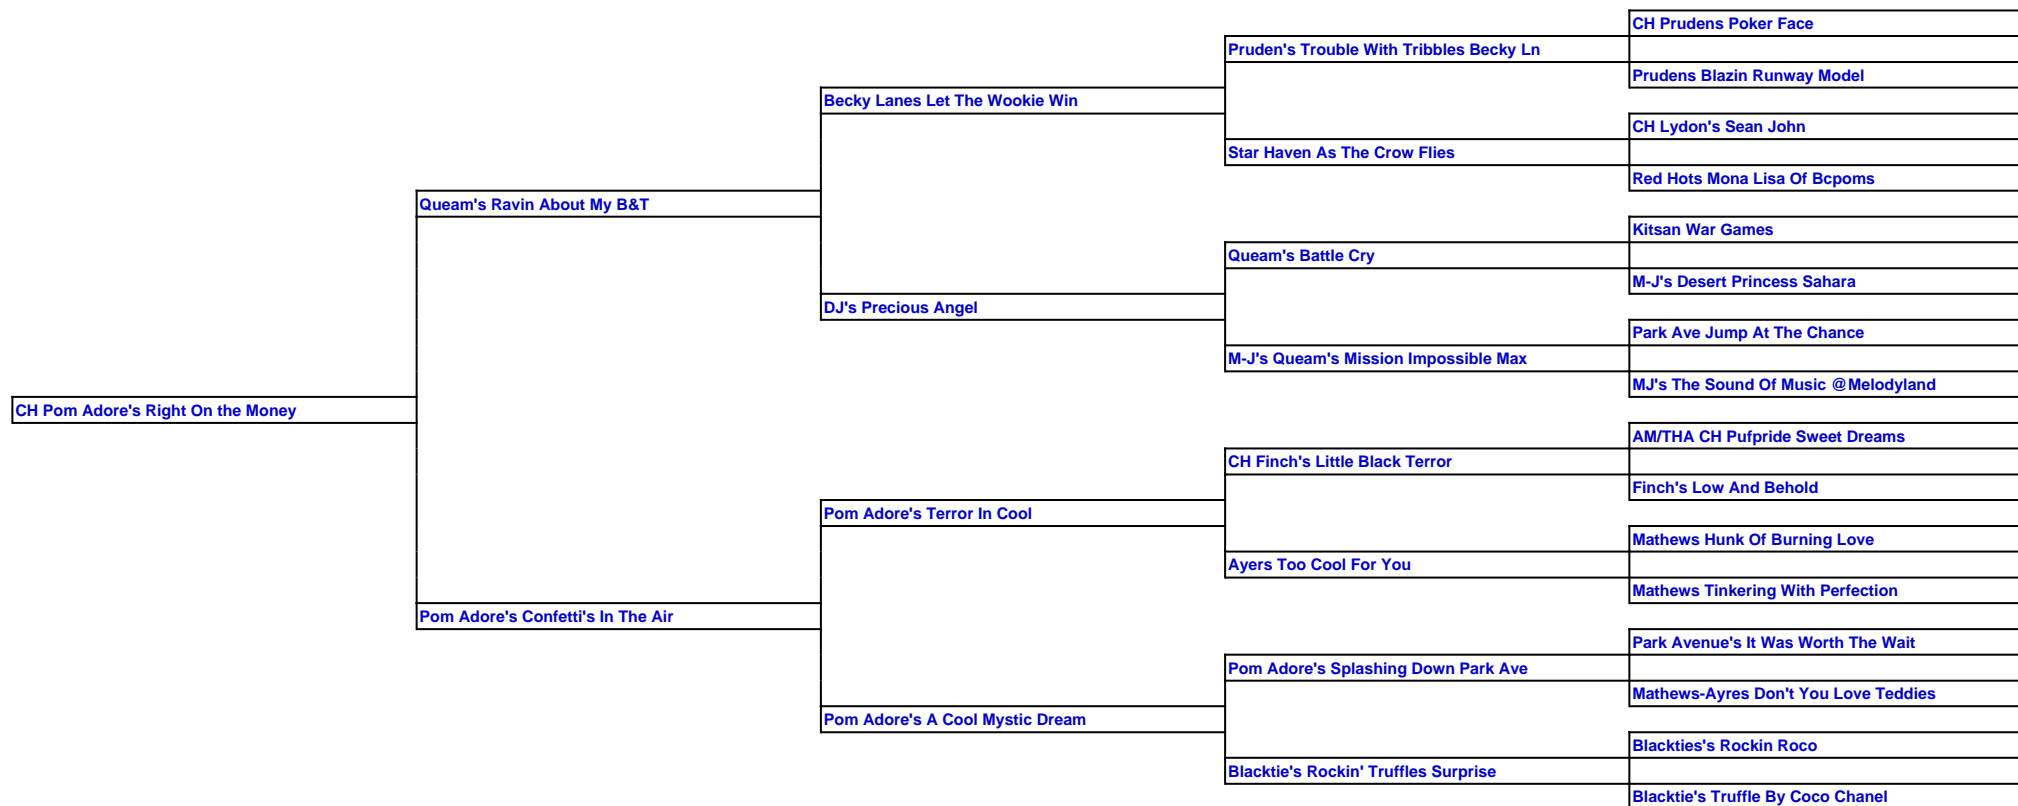 CH Prudens Poker Face
Pruden's Trouble With Tribbles Becky Ln
Prudens Blazin Runway Model
Becky Lanes Let The Wookie Win
CH Lydon's Sean John
Star Haven As The Crow Flies
Red Hots Mona Lisa Of Bcpoms
Queam's Ravin About My B&T
Kitsan War Games
Queam's Battle Cry
M-J's Desert Princess Sahara
DJ's Precious Angel
Park Ave Jump At The Chance
M-J's Queam's Mission Impossible Max
MJ's The Sound Of Music @Melodyland
CH Pom Adore's Right On the Money
AM/THA CH Pufpride Sweet Dreams
CH Finch's Little Black Terror
Finch's Low And Behold
Pom Adore's Terror In Cool
Mathews Hunk Of Burning Love
Ayers Too Cool For You
Mathews Tinkering With Perfection
Pom Adore's Confetti's In The Air
Park Avenue's It Was Worth The Wait
Pom Adore's Splashing Down Park Ave
Mathews-Ayres Don't You Love Teddies
Pom Adore's A Cool Mystic Dream
Blackties's Rockin Roco
Blacktie's Rockin' Truffles Surprise
Blacktie's Truffle By Coco Chanel